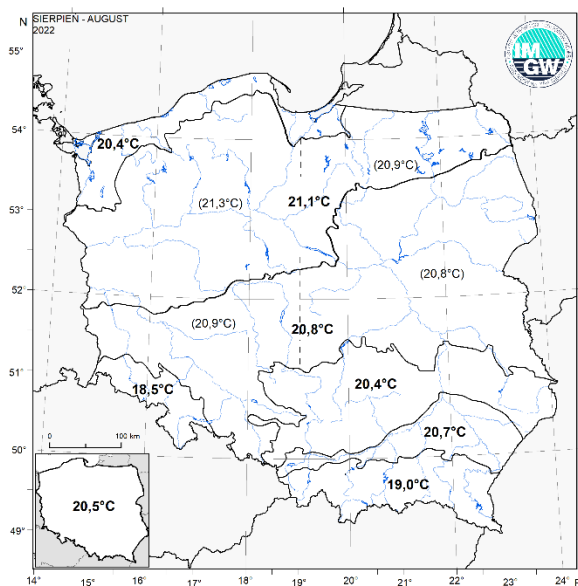 SIERPIEŃ - AUGUST
2022
N
55°
54°
53°
52°
51°
50°
49°
IM
GW
20,4°C
(20,9°C)
(21,3°C)
21,1°C
(20,8°C)
(20,9°C)
20,8°C
18,5°C
20,4°C
20,7°C
19,0°C
0 100 km
20,5°C
14° 15° 16° 17° 18° 19° 20° 21° 22° 23° 24° E